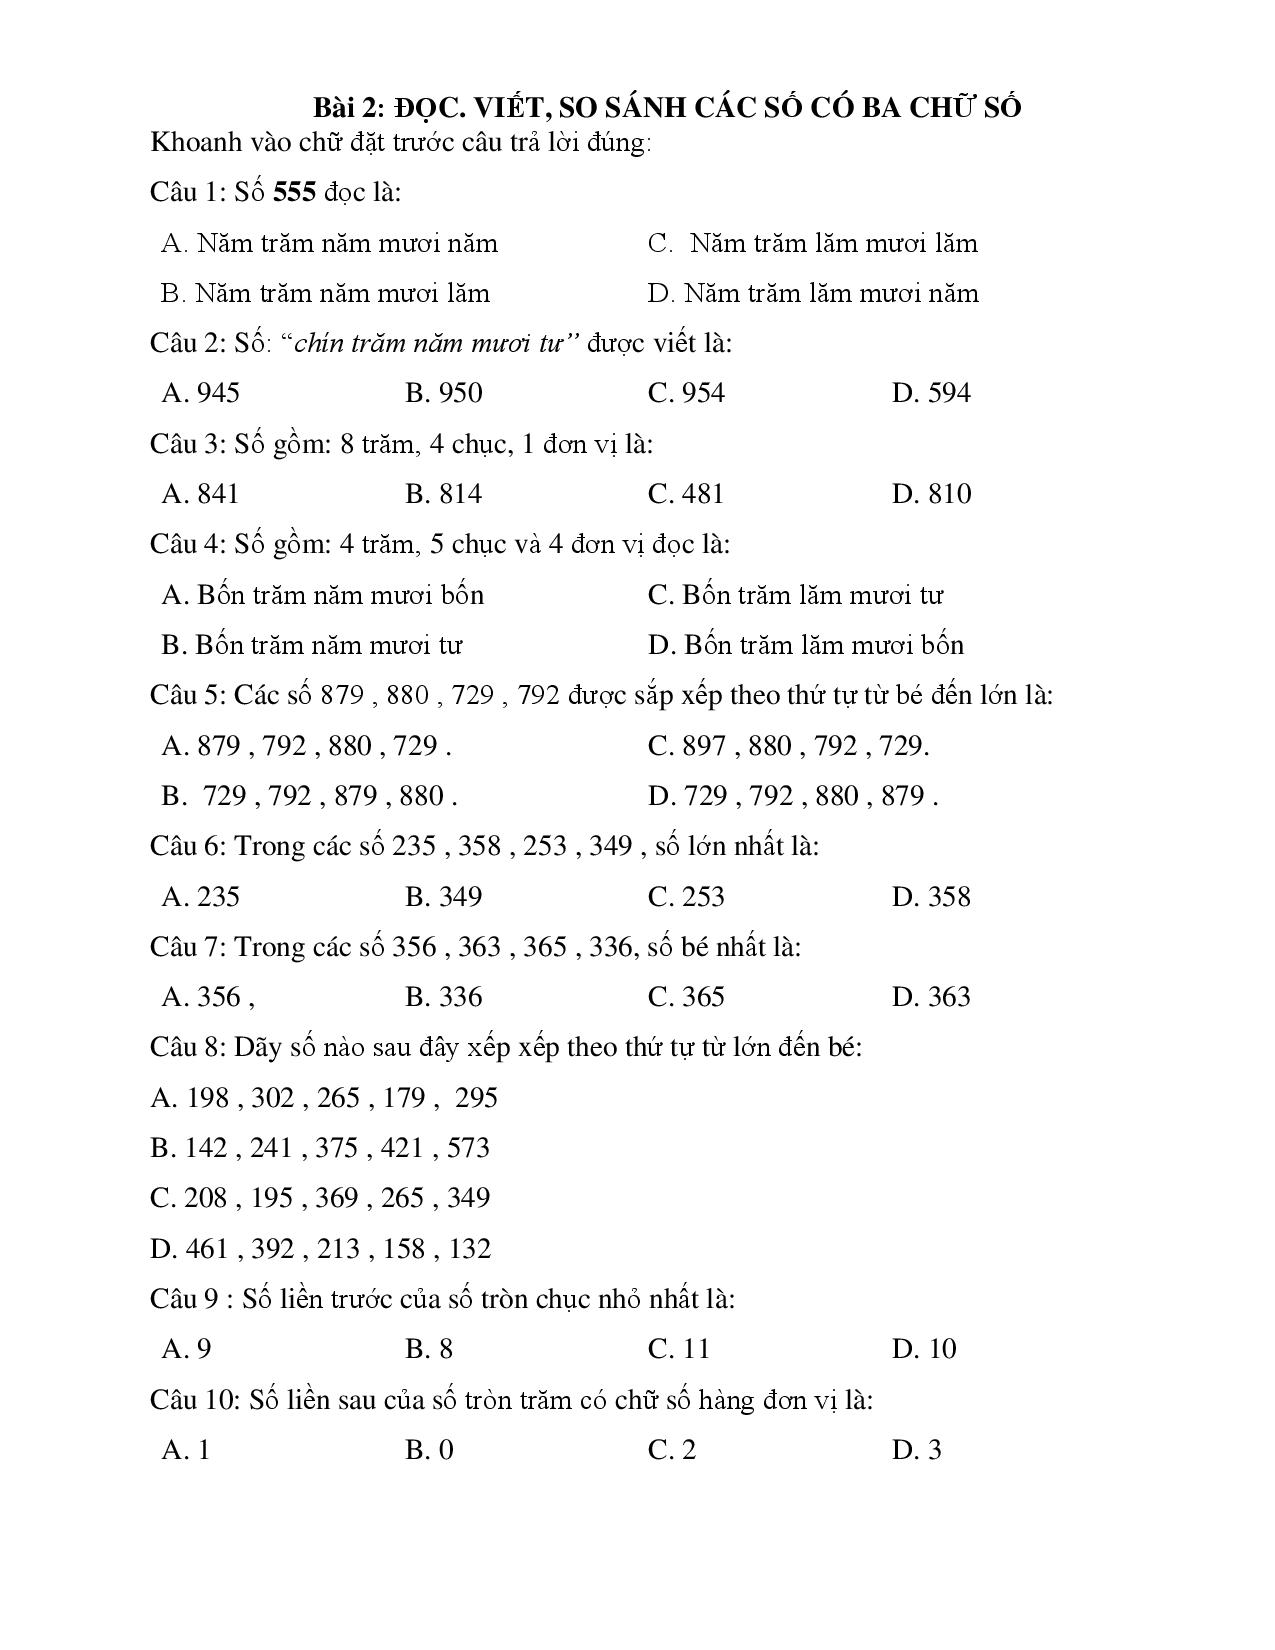 Bài 2: ĐỌC. VIẾT, SO SÁNH CÁC SỐ CÓ BA CHỮ SỐ
Khoanh vào chữ đặt trước câu trả lời đúng:
Câu 1: Số 555 đọc là:
A. Năm trăm năm mươi năm C. Năm trăm lăm mươi lăm
B. Năm trăm năm mươi lăm D. Năm trăm lăm mươi năm
Câu 2: Số: “chín trăm năm mươi tư” được viết là:
A. 945 B. 950 C. 954 D. 594
Câu 3: Số gồm: 8 trăm, 4 chục, 1 đơn vị là:
A. 841 B. 814 C. 481 D. 810
Câu 4: Số gồm: 4 trăm, 5 chục và 4 đơn vị đọc là:
A. Bốn trăm năm mươi bốn C. Bốn trăm lăm mươi tư
B. Bốn trăm năm mươi tư D. Bốn trăm lăm mươi bốn
Câu 5: Các số 879 , 880 , 729 , 792 được sắp xếp theo thứ tự từ bé đến lớn là:
A. 879 , 792 , 880 , 729 . C. 897 , 880 , 792 , 729.
B. 729 , 792 , 879 , 880 . D. 729 , 792 , 880 , 879 .
Câu 6: Trong các số 235 , 358 , 253 , 349 , số lớn nhất là:
A. 235 B. 349 C. 253 D. 358
Câu 7: Trong các số 356 , 363 , 365 , 336, số bé nhất là:
A. 356 , B. 336 C. 365 D. 363
Câu 8: Dãy số nào sau đây xếp xếp theo thứ tự từ lớn đến bé:
A. 198 , 302 , 265 , 179 , 295
B. 142 , 241 , 375 , 421 , 573
C. 208 , 195 , 369 , 265 , 349
D. 461 , 392 , 213 , 158 , 132
Câu 9 : Số liền trước của số tròn chục nhỏ nhất là:
A. 9 B. 8 C. 11 D. 10
Câu 10: Số liền sau của số tròn trăm có chữ số hàng đơn vị là:
A. 1 B. 0 C. 2 D. 3